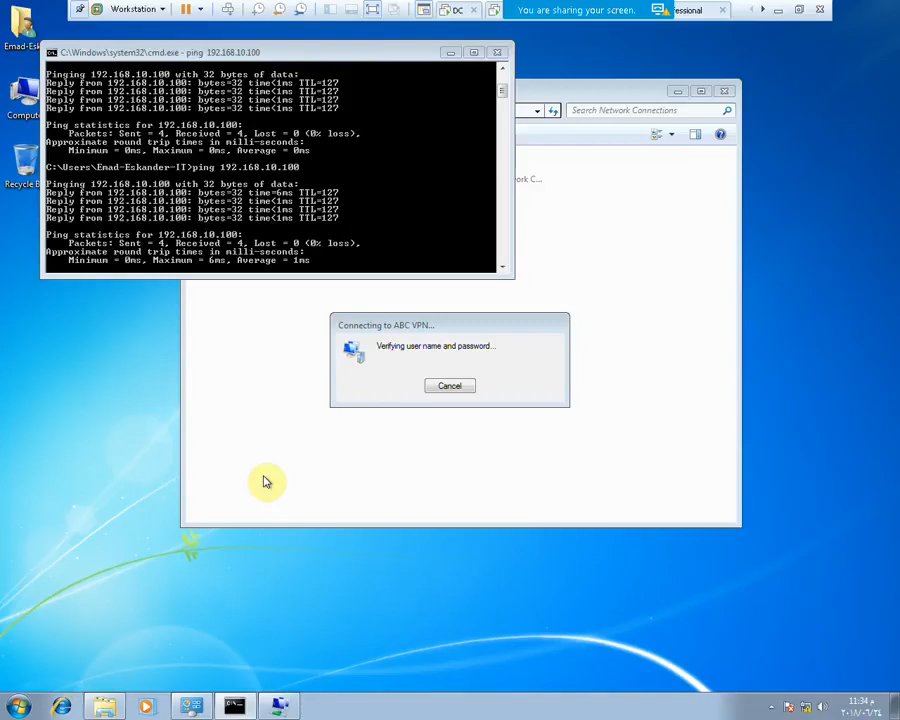 Workstation
DC
You are sharing your screen.
essional
Emad-Esk
C:\Windows\system32\cmd.exe - ping 192.168.10.100
Pinging 192.168.10.100 with 32 bytes of data:
Reply from 192.168.10.100: bytes=32 time<1ms TTL=127
Reply from 192.168.10.100: bytes=32 time<1ms TTL=127
Reply from 192.168.10.100: bytes=32 time<1ms TTL=127
Reply from 192.168.10.100: bytes=32 time<1ms TTL=127
Ping statistics for 192.168.10.100:
Packets: Sent = 4, Received = 4, Lost = 0 (0% loss),
Approximate round trip times in milli-seconds:
Minimum = 0ms, Maximum = 0ms, Average = 0ms
C:\Users\Emad-Eskander-IT>ping 192.168.10.100
Pinging 192.168.10.100 with 32 bytes of data:
Reply from 192.168.10.100: bytes=32 time=6ms TTL=127
Reply from 192.168.10.100: bytes=32 time<1ms TTL=127
Reply from 192.168.10.100: bytes=32 time<1ms TTL=127
Reply from 192.168.10.100: bytes=32 time<1ms TTL=127
Ping statistics for 192.168.10.100:
Packets: Sent = 4, Received = 4, Lost = 0 (0% loss),
Approximate round trip times in milli-seconds:
Minimum = 0ms, Maximum = 6ms, Average = 1ms
Search Network Connections
ork C...
Comput
Recycle B
Connecting to ABC VPN...
Verifying user name and password...
Cancel
C:\
11:34 م
٢٠١٨/٠٦/٢٤